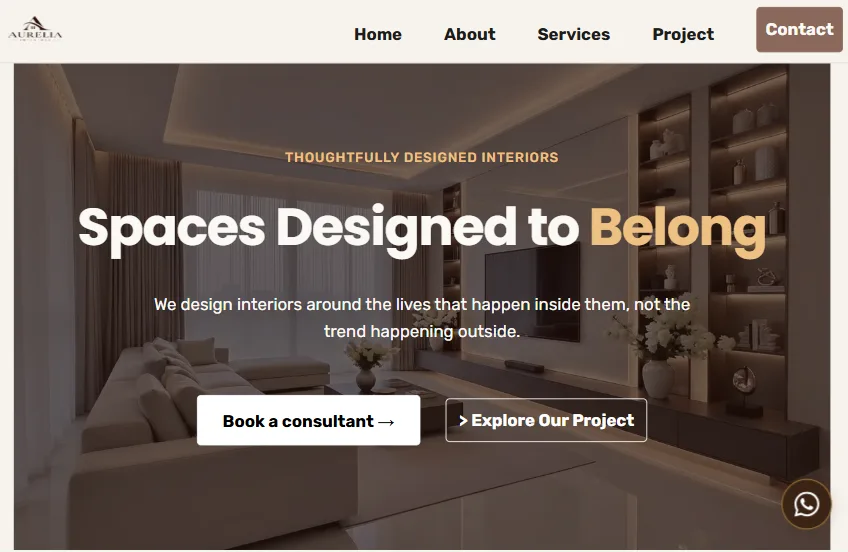 AURELIA
Home About Services Project Contact
THOUGHTFULLY DESIGNED INTERIORS
Spaces Designed to Belong
We design interiors around the lives that happen inside them, not the
trend happening outside.
Book a consultant →
> Explore Our Project